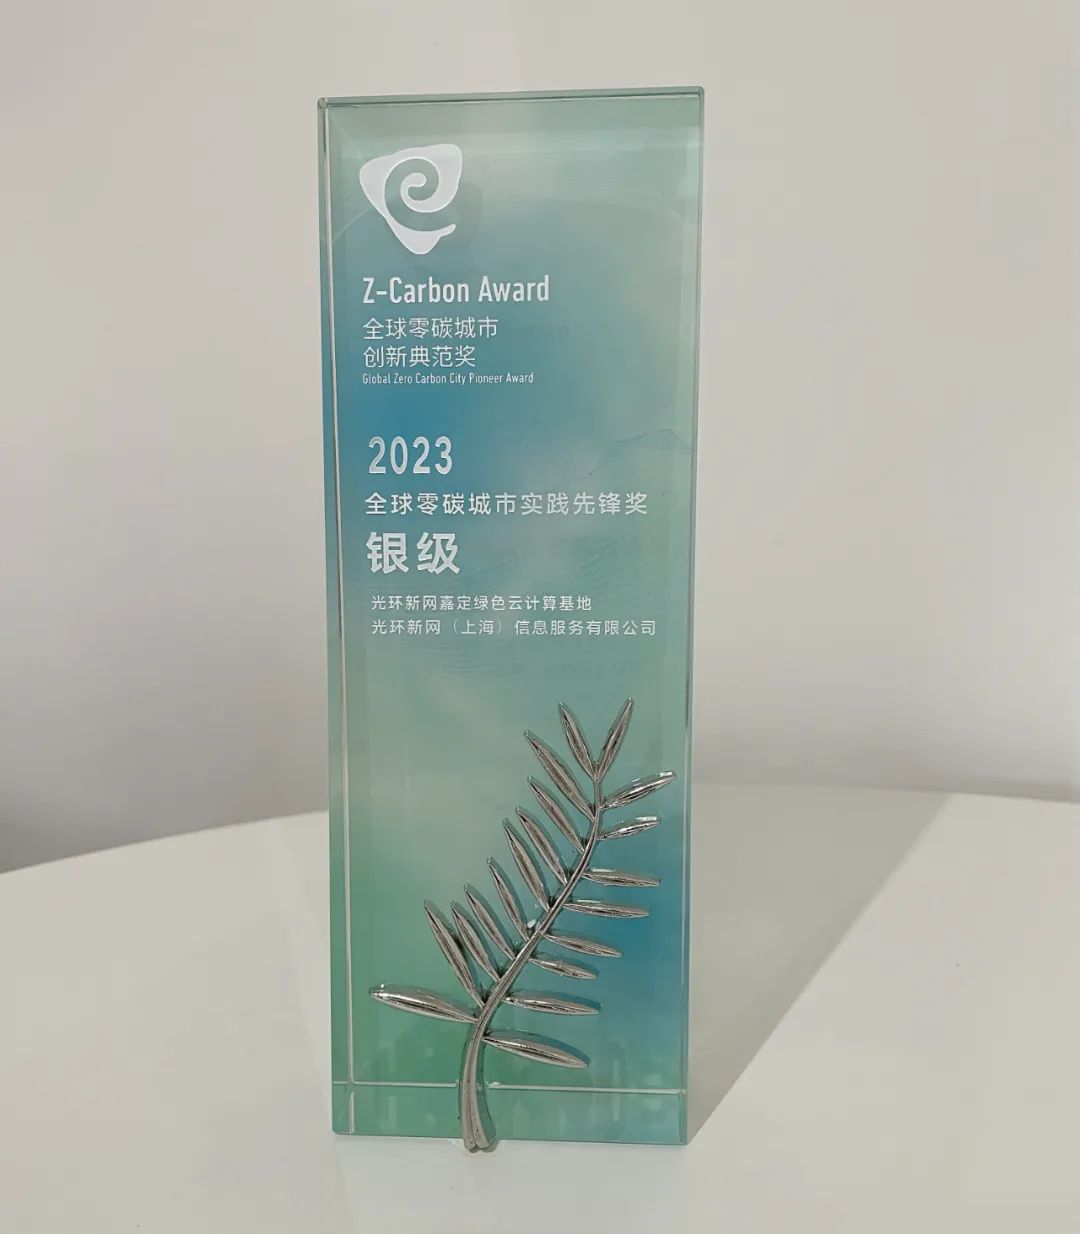 Z-Carbon Award
全球零碳城市
创新典范奖
Global Zero Carbon City Pioneer Award
2023
全球零碳城市实践先锋奖
银级
光环新网嘉定绿色云计算基地
光环新网（上海）信息服务有限公司